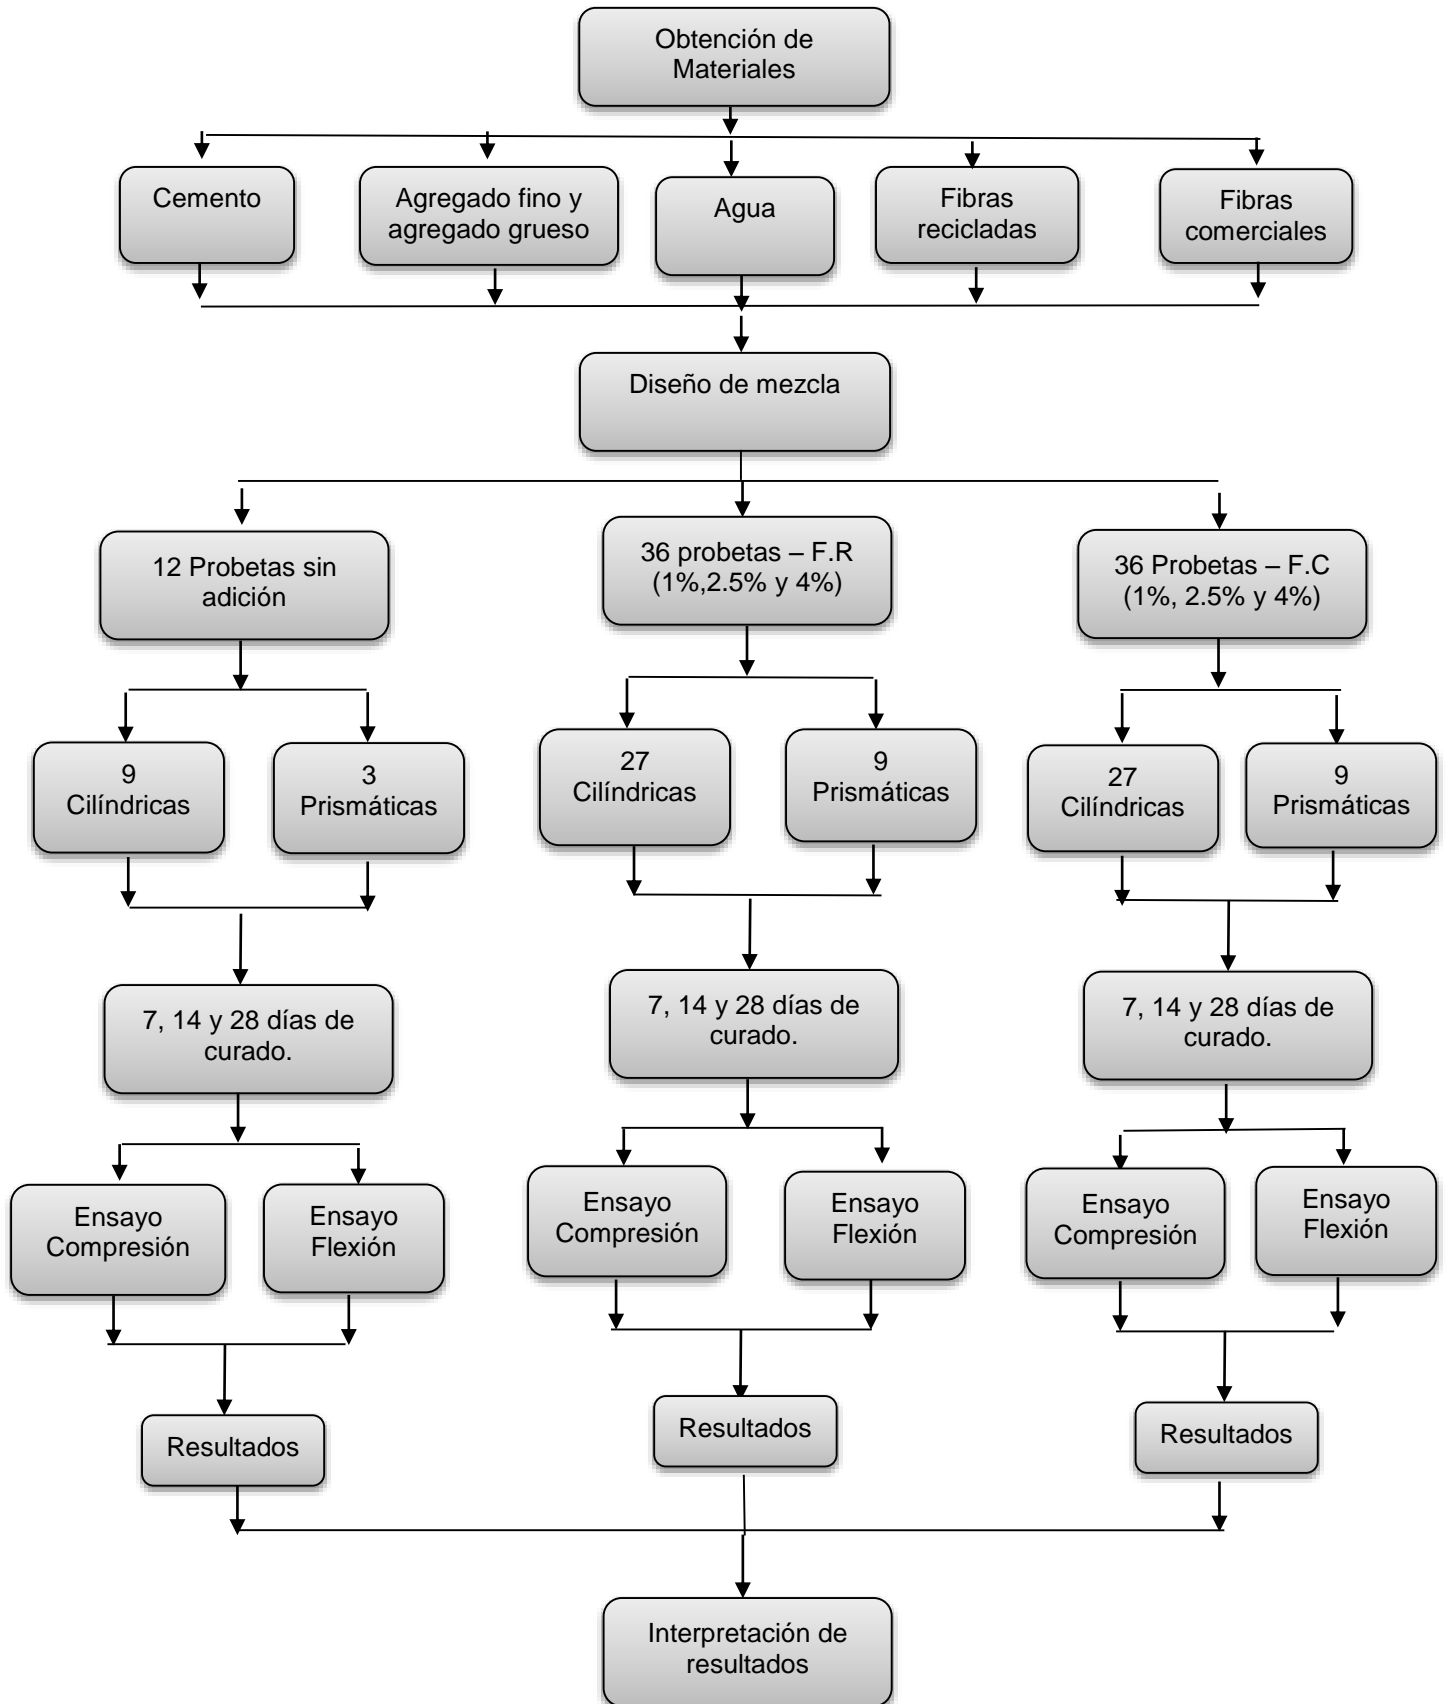 Obtención de
Materiales
Cemento
Agregado fino y
agregado grueso
Agua
Fibras
recicladas
Fibras
comerciales
Diseño de mezcla
12 Probetas sin
adición
36 probetas – F.R
(1%,2.5% y 4%)
36 Probetas – F.C
(1%, 2.5% y 4%)
9
Cilíndricas
3
Prismáticas
27
Cilíndricas
9
Prismáticas
27
Cilíndricas
9
Prismáticas
7, 14 y 28 días de
curado.
7, 14 y 28 días de
curado.
7, 14 y 28 días de
curado.
Ensayo
Compresión
Ensayo
Flexión
Ensayo
Compresión
Ensayo
Flexión
Ensayo
Compresión
Ensayo
Flexión
Resultados
Resultados
Resultados
Interpretación de
resultados